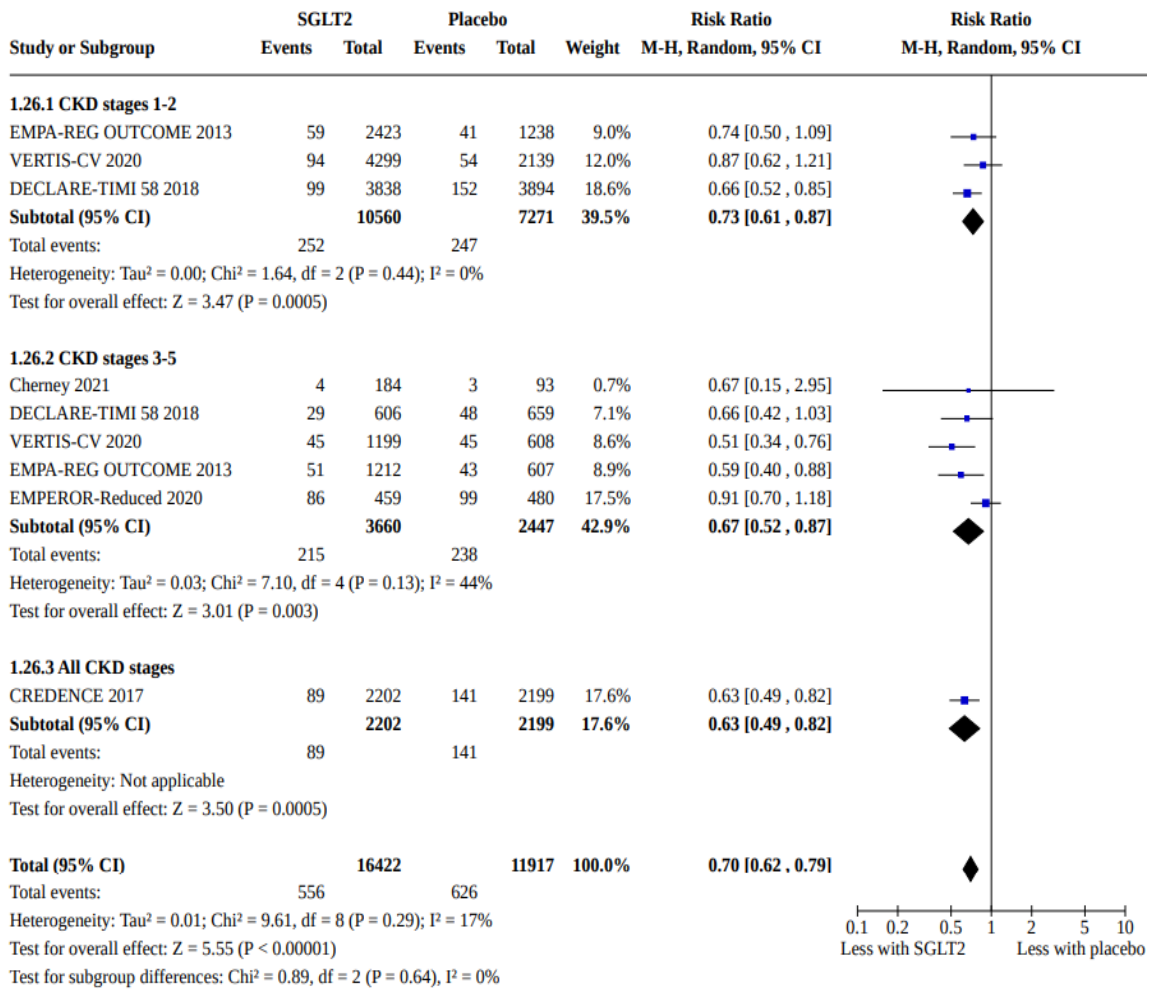 SGLT2 Placebo Risk Ratio Risk Ratio
Study or Subgroup Events Total Events Total Weight M-H, Random, 95% CI M-H, Random, 95% CI
1.26.1 CKD stages 1-2
EMPA-REG OUTCOME 2013 59 2423 41 1238 9.0% 0.74 [0.50 , 1.09]
VERTIS-CV 2020 94 4299 54 2139 12.0% 0.87 [0.62 , 1.21]
DECLARE-TIMI 58 2018 99 3838 152 3894 18.6% 0.66 [0.52 , 0.85]
Subtotal (95% CI) 10560 7271 39.5% 0.73 [0.61 , 0.87]
Total events: 252 247
Heterogeneity: Tau² = 0.00; Chi² = 1.64, df = 2 (P = 0.44); I² = 0%
Test for overall effect: Z = 3.47 (P = 0.0005)
1.26.2 CKD stages 3-5
Cherney 2021 4 184 3 93 0.7% 0.67 [0.15 , 2.95]
DECLARE-TIMI 58 2018 29 606 48 659 7.1% 0.66 [0.42 , 1.03]
VERTIS-CV 2020 45 1199 45 608 8.6% 0.51 [0.34 , 0.76]
EMPA-REG OUTCOME 2013 51 1212 43 607 8.9% 0.59 [0.40 , 0.88]
EMPEROR-Reduced 2020 86 459 99 480 17.5% 0.91 [0.70 , 1.18]
Subtotal (95% CI) 3660 2447 42.9% 0.67 [0.52 , 0.87]
Total events: 215 238
Heterogeneity: Tau² = 0.03; Chi² = 7.10, df = 4 (P = 0.13); I² = 44%
Test for overall effect: Z = 3.01 (P = 0.003)
1.26.3 All CKD stages
CREDENCE 2017 89 2202 141 2199 17.6% 0.63 [0.49 , 0.82]
Subtotal (95% CI) 2202 2199 17.6% 0.63 [0.49 , 0.82]
Total events: 89 141
Heterogeneity: Not applicable
Test for overall effect: Z = 3.50 (P = 0.0005)
Total (95% CI) 16422 11917 100.0% 0.70 [0.62 , 0.79]
Total events: 556 626
Heterogeneity: Tau² = 0.01; Chi² = 9.61, df = 8 (P = 0.29); I² = 17%
Test for overall effect: Z = 5.55 (P < 0.00001)
Test for subgroup differences: Chi² = 0.89, df = 2 (P = 0.64), I² = 0%
0.1 0.2 0.5 1 2 5 10
Less with SGLT2 Less with placebo